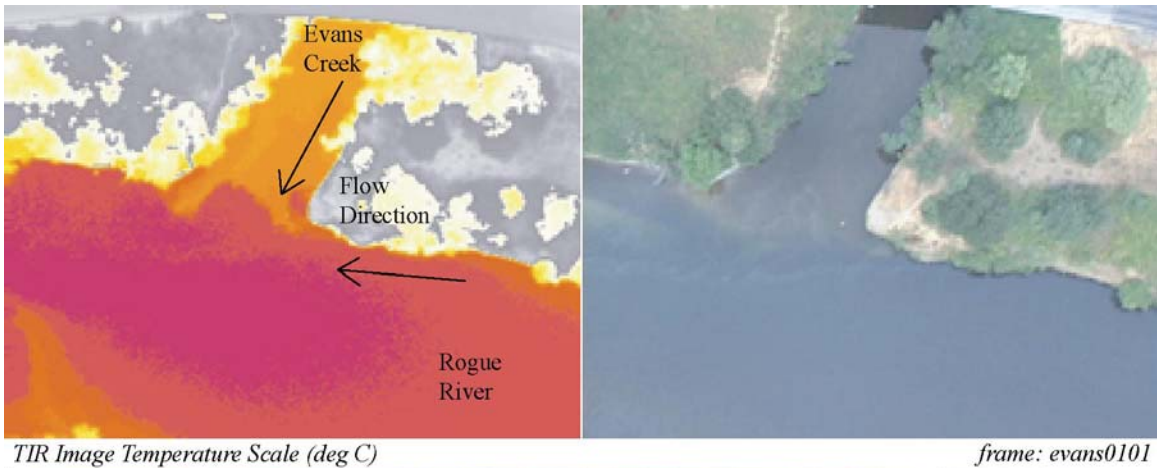 Evans
Creek
Flow
Direction
Rogue
River
TIR Image Temperature Scale (deg C)
frame: evans0101